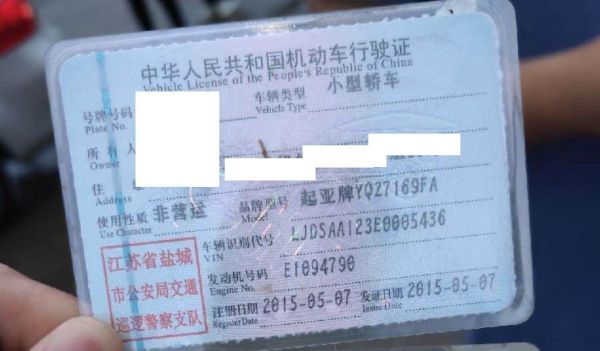 中华人民共和国机动车行驶证
Vehicle License of the People's Republic of China
号牌号码 车辆类型 小型轿车
Plate No. Vehicle Type
所有人
Owner
住
Address
使用性质 非营运 品牌型号 起亚牌YQZ7169FA
Use Character Model
江苏省盐城
市公安局交通
巡逻警察支队
车辆识别代号 LJDSAA123E0005436
VIN
发动机号码 E1094790
Engine No.
注册日期 2015-05-07 发证日期 2015-05-07
Register Date Issue Date